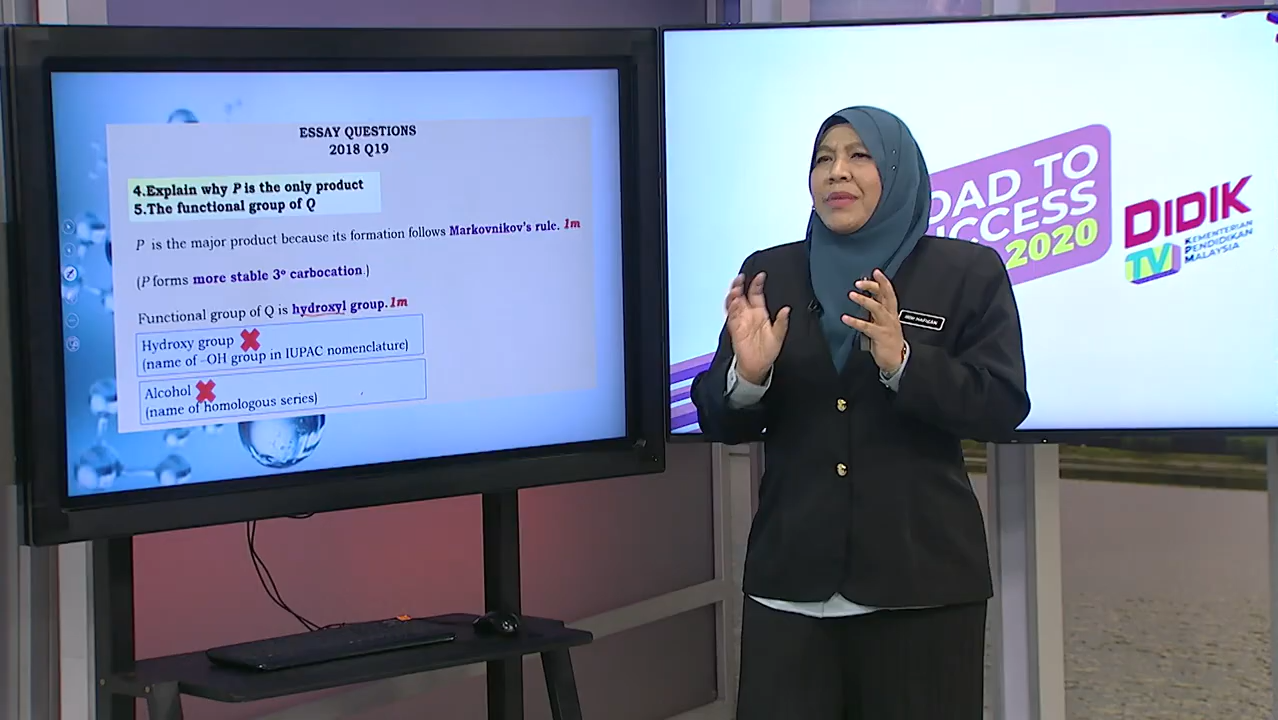 ESSAY QUESTIONS
2018 Q19
4.Explain why P is the only product
5.The functional group of Q
P is the major product because its formation follows Markovnikov's rule. 1m
(P forms more stable 3° carbocation.)
Functional group of Q is hydroxyl group. 1m
Hydroxy group
(name of –OH group in IUPAC nomenclature)
Alcohol
(name of homologous series)
OAD TO
CCESS
2020
DIDIK
TV
KEMENTERIAN
PENDIDIKAN
MALAYSIA